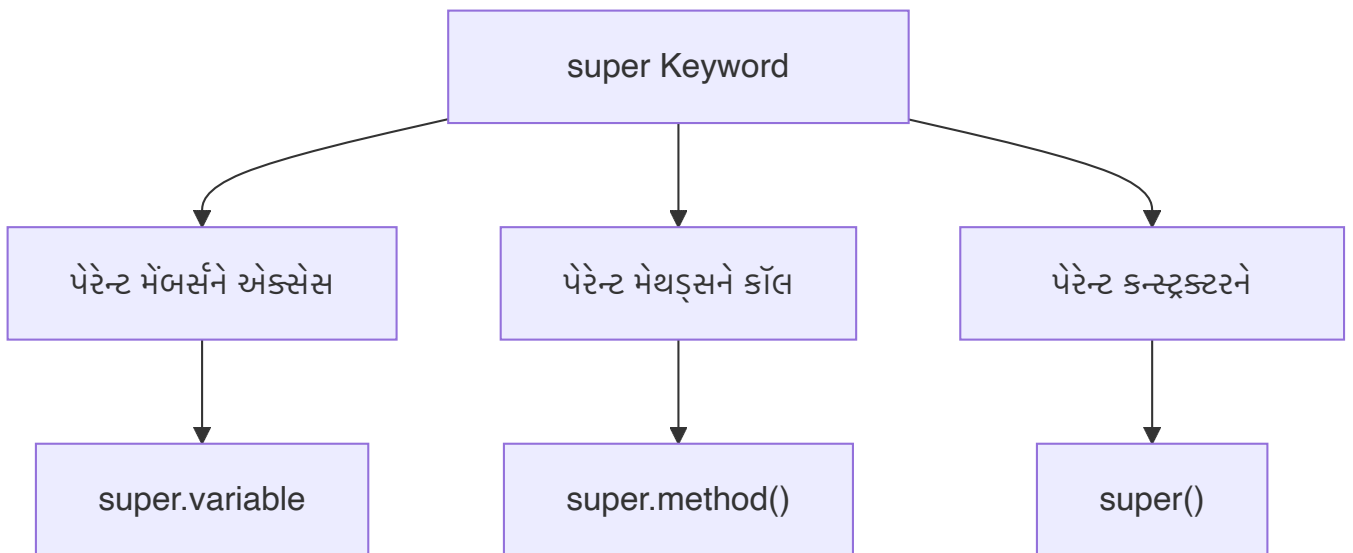 super Keyword
પેરેન્ટ મેંબર્સને એક્સેસ
પેરેન્ટ મેથડ્સને કૉલ
પેરેન્ટ કન્સ્ટ્રક્ટરને
super.variable
super.method()
super()